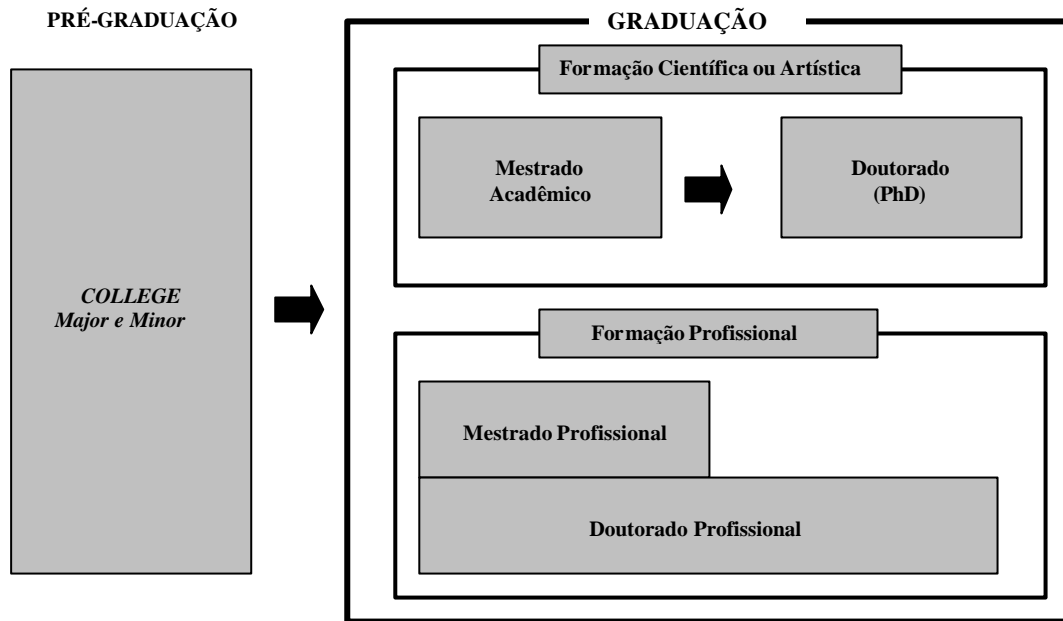 PRÉ-GRADUAÇÃO
GRADUAÇÃO
Formação Científica ou Artística
Mestrado
Acadêmico
Doutorado
(PhD)
COLLEGE
Major e Minor
Formação Profissional
Mestrado Profissional
Doutorado Profissional